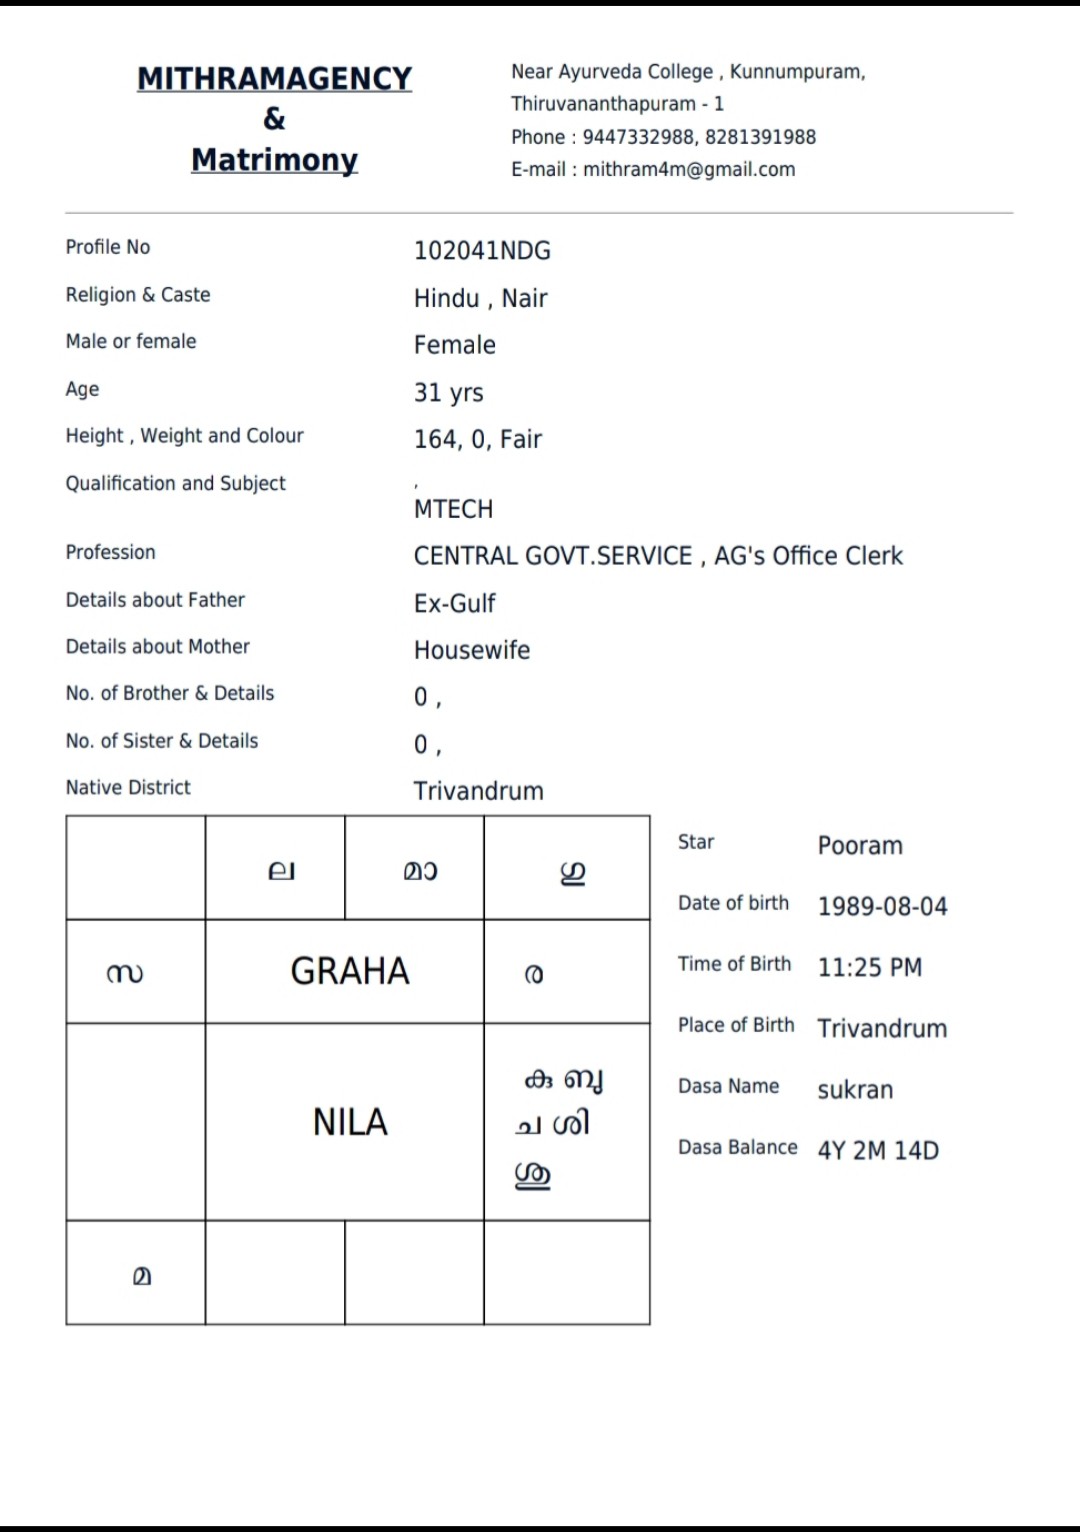 MITHRAMAGENCY
&
Matrimony
Near Ayurveda College , Kunnumpuram,
Thiruvananthapuram - 1
Phone : 9447332988, 8281391988
E-mail : mithram4m@gmail.com
Profile No 102041NDG
Religion & Caste Hindu , Nair
Male or female Female
Age 31 yrs
Height , Weight and Colour 164, 0, Fair
Qualification and Subject ,
MTECH
Profession CENTRAL GOVT.SERVICE , AG's Office Clerk
Details about Father Ex-Gulf
Details about Mother Housewife
No. of Brother & Details 0 ,
No. of Sister & Details 0 ,
Native District Trivandrum
ല മാ ഗു
സ GRAHA ര
NILA
കു ബു
ച ശി
ശു
മ
Star Pooram
Date of birth 1989-08-04
Time of Birth 11:25 PM
Place of Birth Trivandrum
Dasa Name sukran
Dasa Balance 4Y 2M 14D